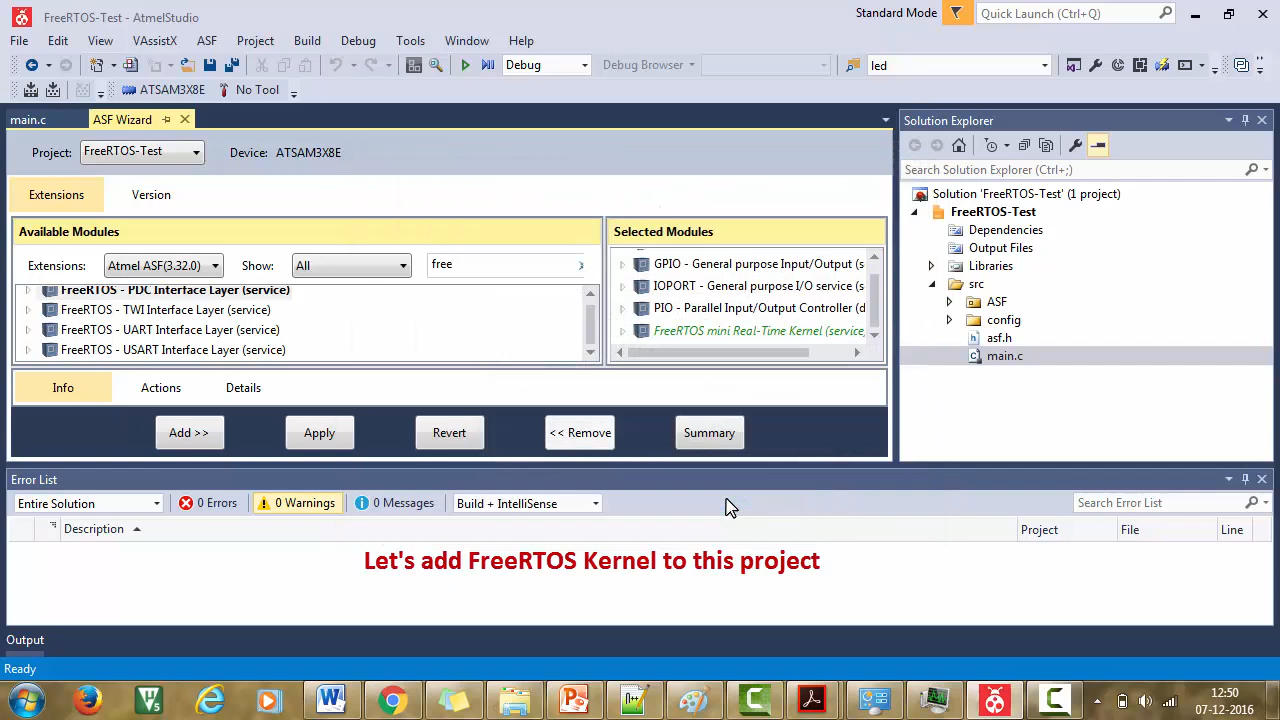 FreeRTOS-Test - AtmelStudio
Standard Mode
Quick Launch (Ctrl+Q)
File Edit View VAssistX ASF Project Build Debug Tools Window Help
Debug Debug Browser led
ATSAM3X8E No Tool
main.c ASF Wizard
Project: FreeRTOS-Test Device: ATSAM3X8E
Extensions Version
Available Modules
Extensions: Atmel ASF(3.32.0) Show: All free
FreeRTOS - PDC Interface Layer (service)
FreeRTOS - TWI Interface Layer (service)
FreeRTOS - UART Interface Layer (service)
FreeRTOS - USART Interface Layer (service)
Selected Modules
GPIO - General purpose Input/Output (s
IOPORT - General purpose I/O service (s
PIO - Parallel Input/Output Controller (d
FreeRTOS mini Real-Time Kernel (service
Info Actions Details
Add >> Apply Revert << Remove Summary
Solution Explorer
Search Solution Explorer (Ctrl+;)
Solution 'FreeRTOS-Test' (1 project)
FreeRTOS-Test
Dependencies
Output Files
Libraries
src
ASF
config
asf.h
main.c
Error List
Entire Solution 0 Errors 0 Warnings 0 Messages Build + IntelliSense Search Error List
Description Project File Line
Let's add FreeRTOS Kernel to this project
Output
Ready
12:50
07-12-2016